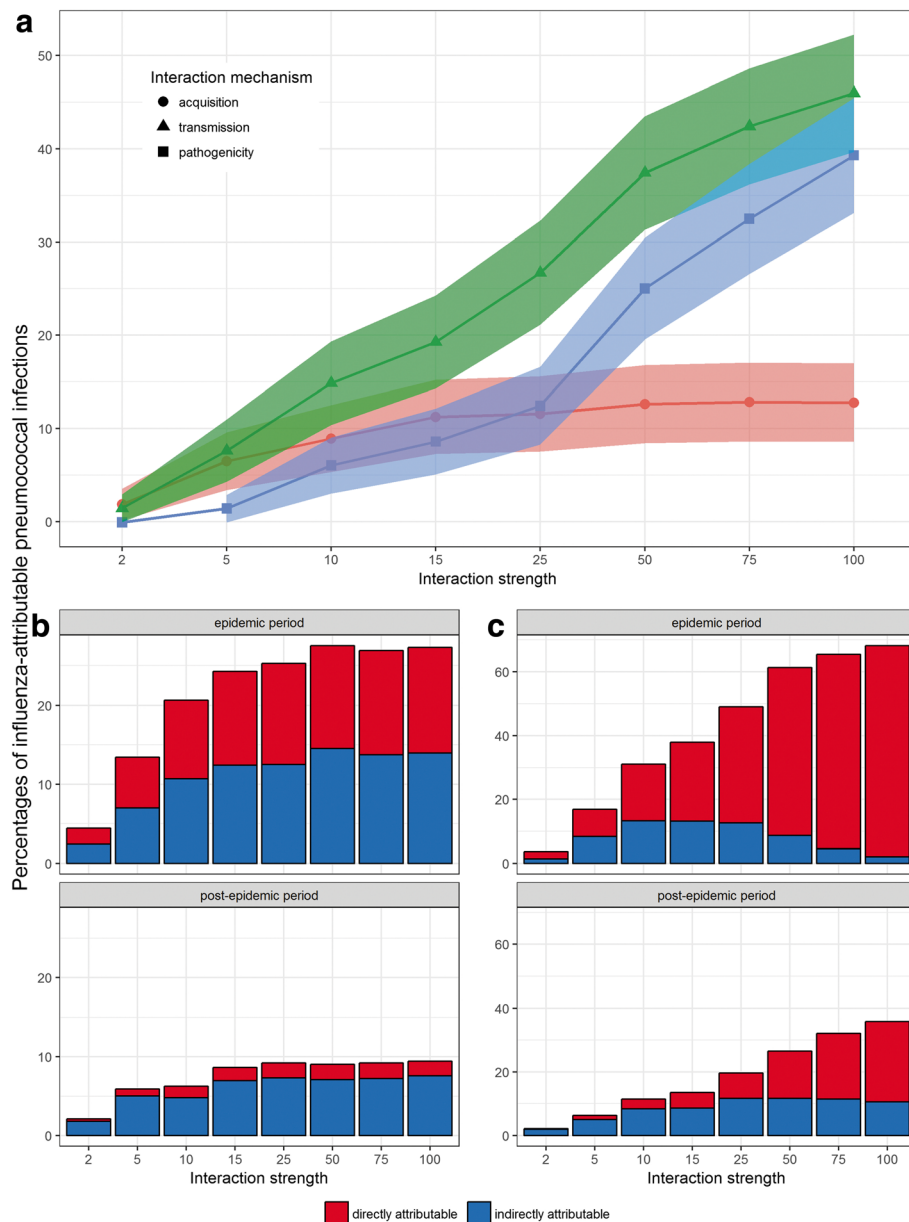 a
Interaction mechanism
acquisition
transmission
pathogenicity
50
40
30
20
10
0
2 5 10 15 25 50 75 100
Interaction strength
Percentages of influenza-attributable pneumococcal infections
b
epidemic period
20
10
0
post-epidemic period
20
10
0
2 5 10 15 25 50 75 100
Interaction strength
c
epidemic period
60
40
20
0
post-epidemic period
60
40
20
0
2 5 10 15 25 50 75 100
Interaction strength
directly attributable indirectly attributable